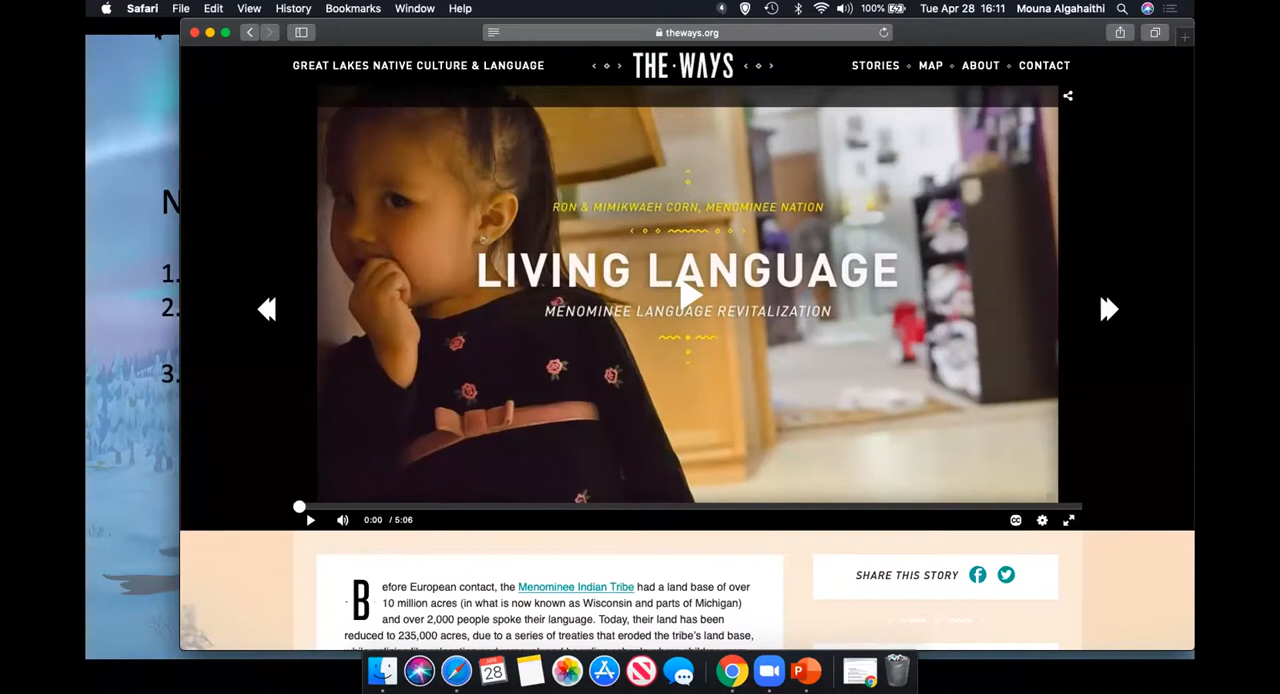 Safari File Edit View History Bookmarks Window Help 100% Tue Apr 28 16:11 Mouna Algahaithi
theways.org
GREAT LAKES NATIVE CULTURE & LANGUAGE
THE WAYS
STORIES MAP ABOUT CONTACT
RON & MIMIKWAEH CORN, MENOMINEE NATION
LIVING LANGUAGE
MENOMINEE LANGUAGE REVITALIZATION
N
1.
2.
3.
0:00 / 5:06
CC
Before European contact, the Menominee Indian Tribe had a land base of over
10 million acres (in what is now known as Wisconsin and parts of Michigan)
and over 2,000 people spoke their language. Today, their land has been
reduced to 235,000 acres, due to a series of treaties that eroded the tribe's land base,
SHARE THIS STORY
APR
28